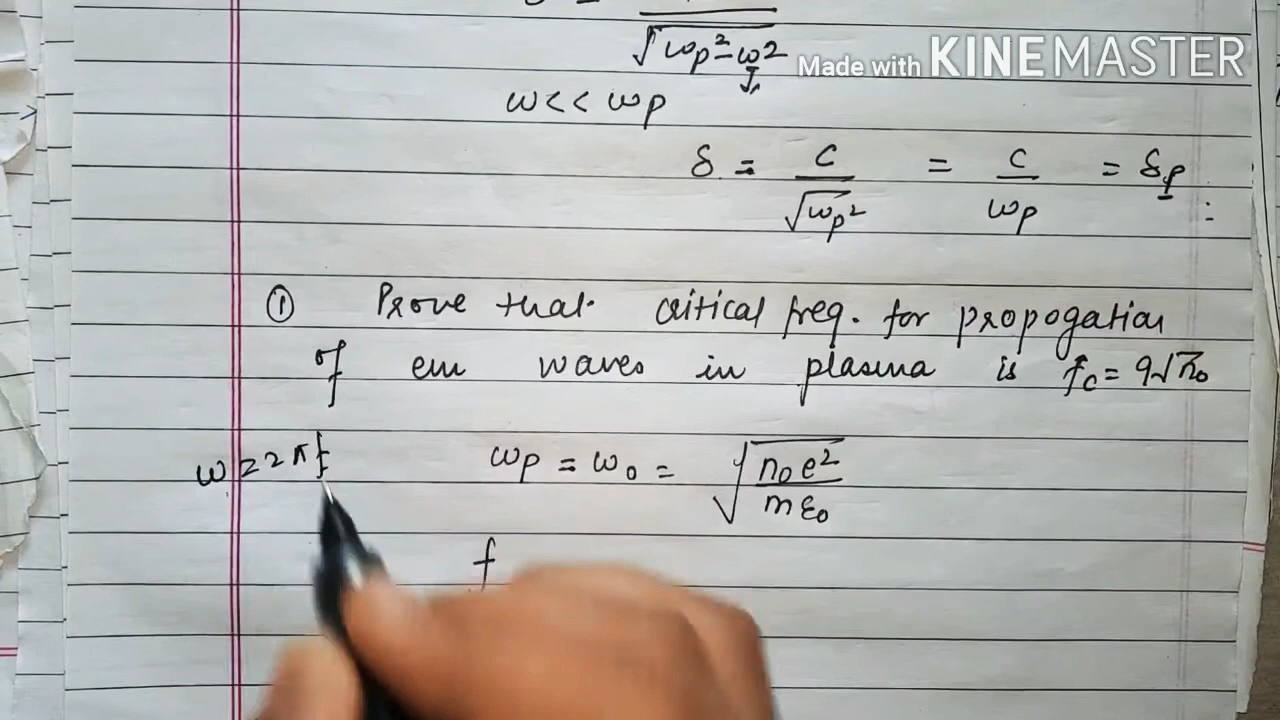 √ωp²-ω2
Made with KINEMASTER
ω<< ωp
δ = c/√ωp² = c/ωp = δp
① Prove that critical freq. for propogation
of em waves in plasma is fc = 9√n₀
ω = 2πf
ωp = ω₀ = √n₀e²/mε₀
f